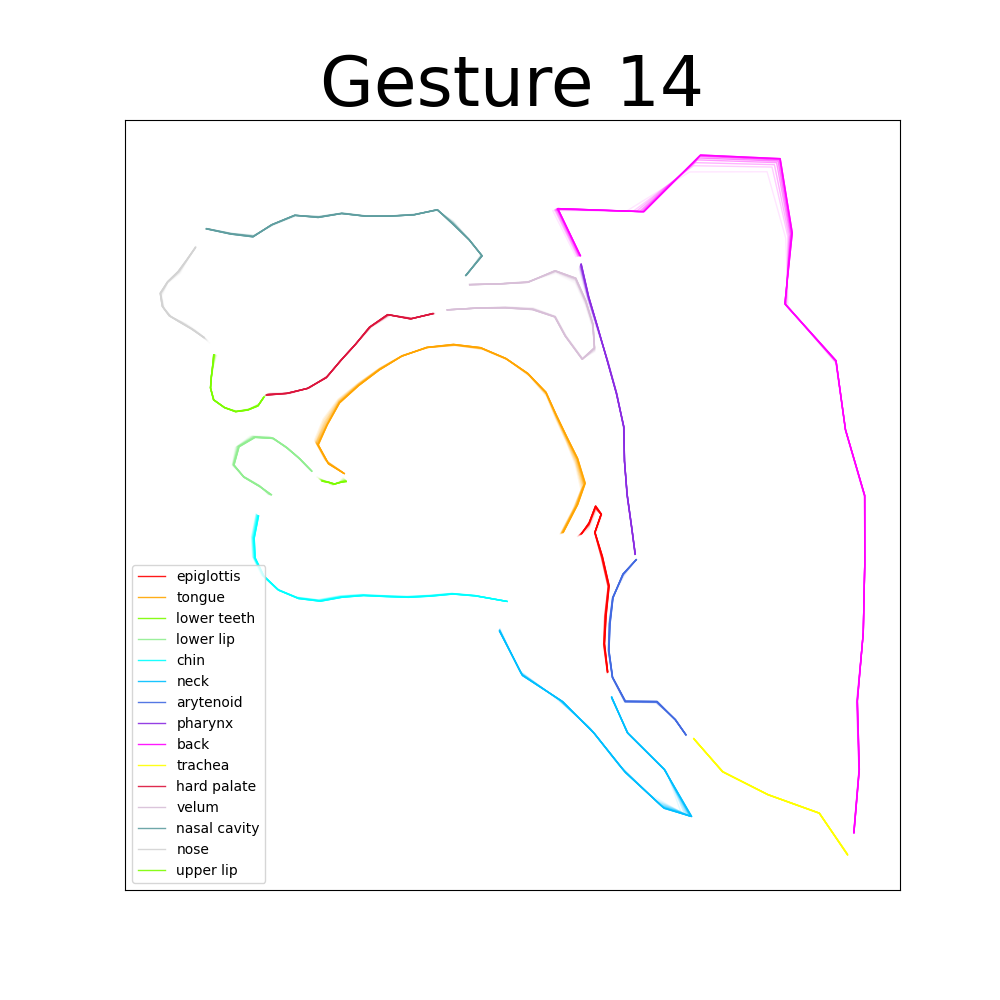 Gesture 14
epiglottis
tongue
lower teeth
lower lip
chin
neck
arytenoid
pharynx
back
trachea
hard palate
velum
nasal cavity
nose
upper lip